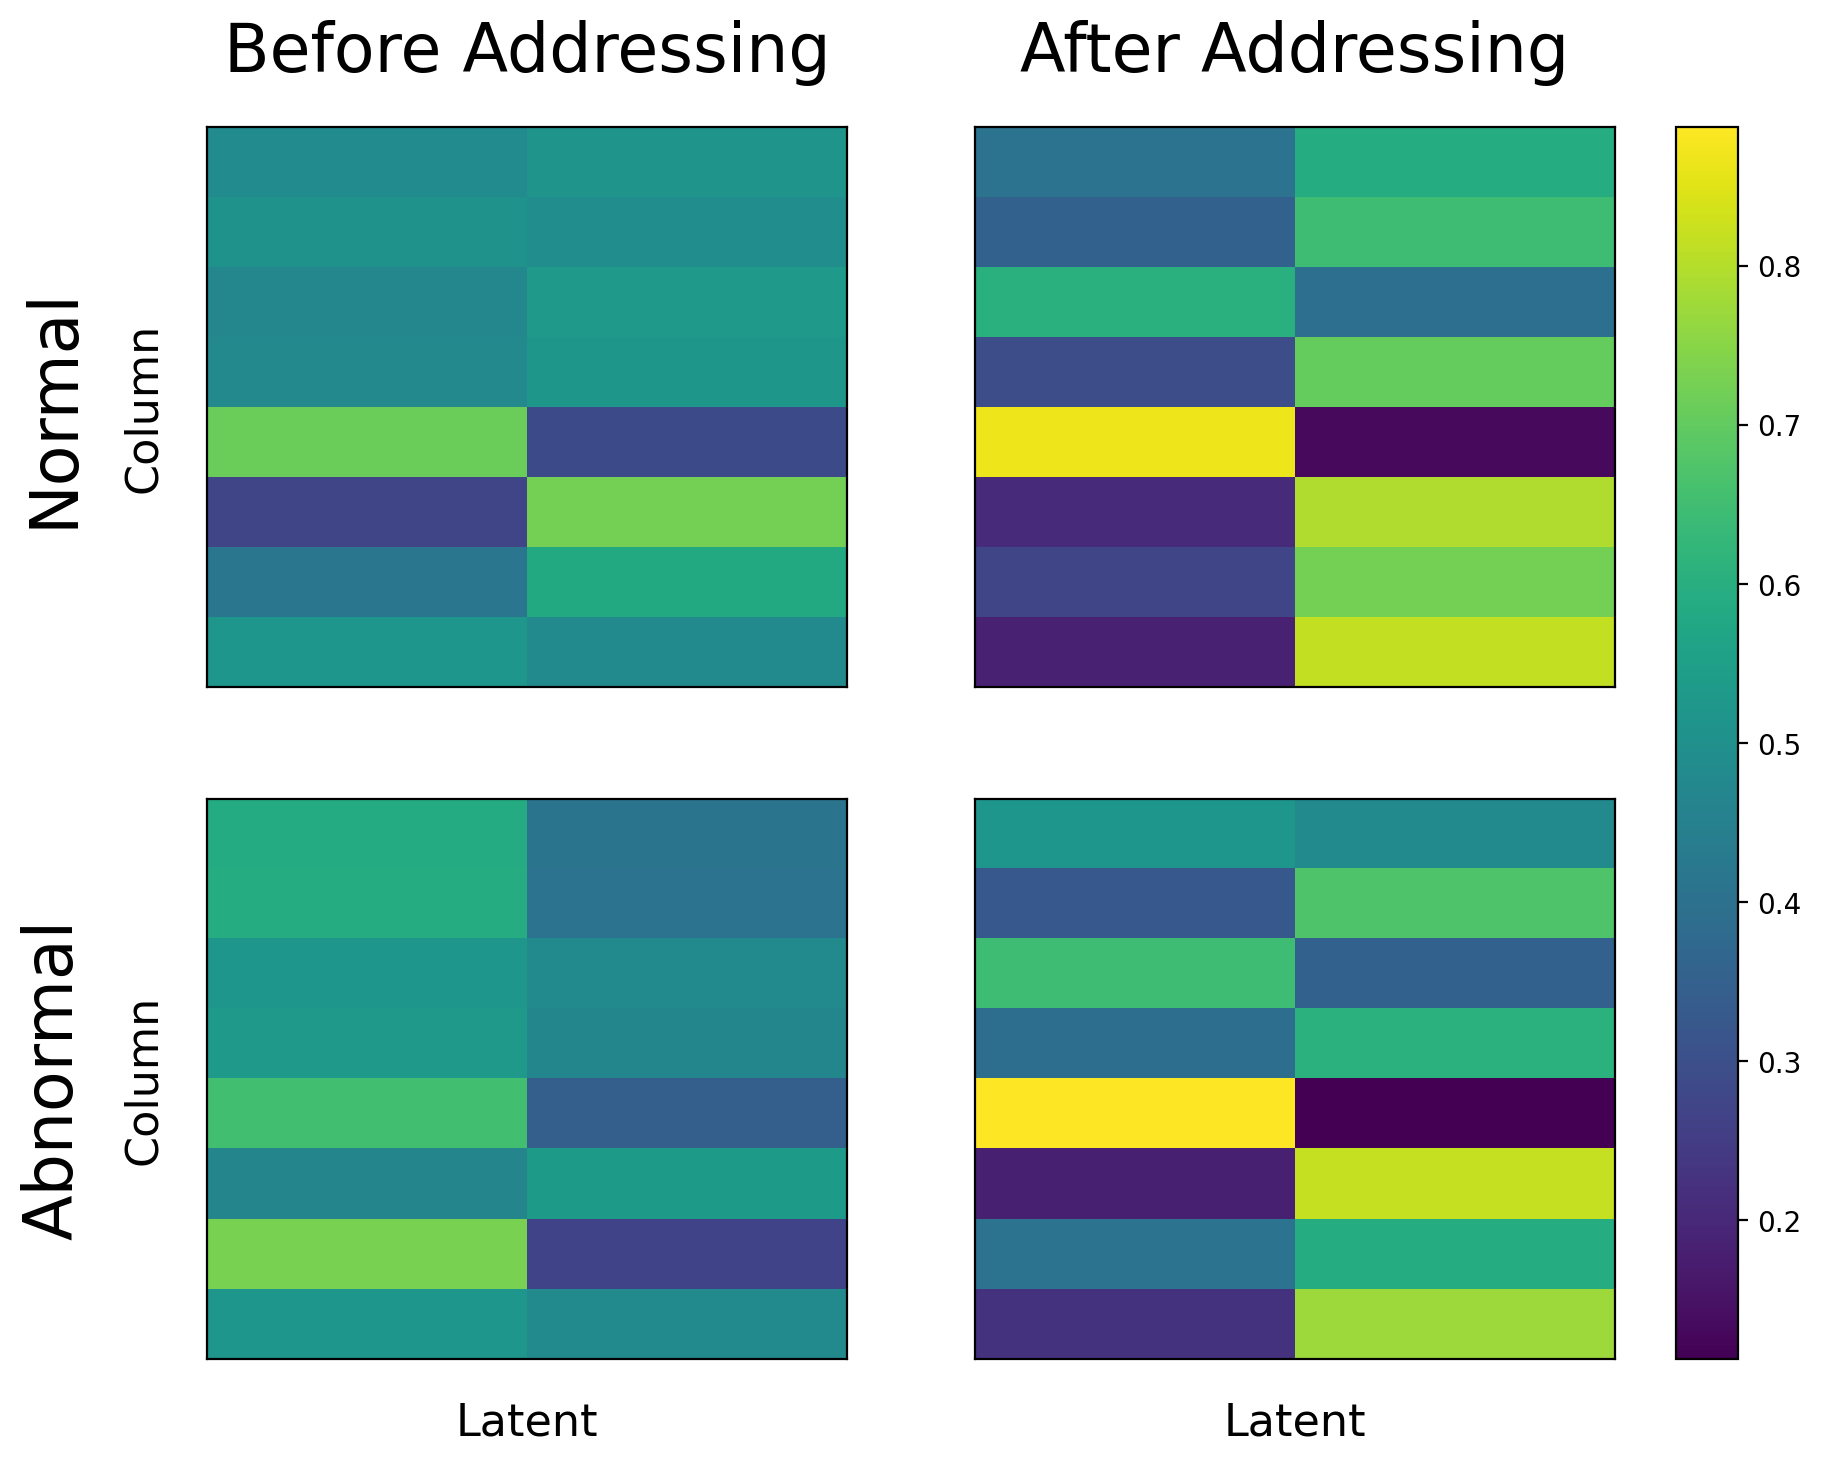 Before Addressing
After Addressing
Normal
Column
0.8
0.7
0.6
0.5
0.4
0.3
0.2
Abnormal
Column
Latent
Latent